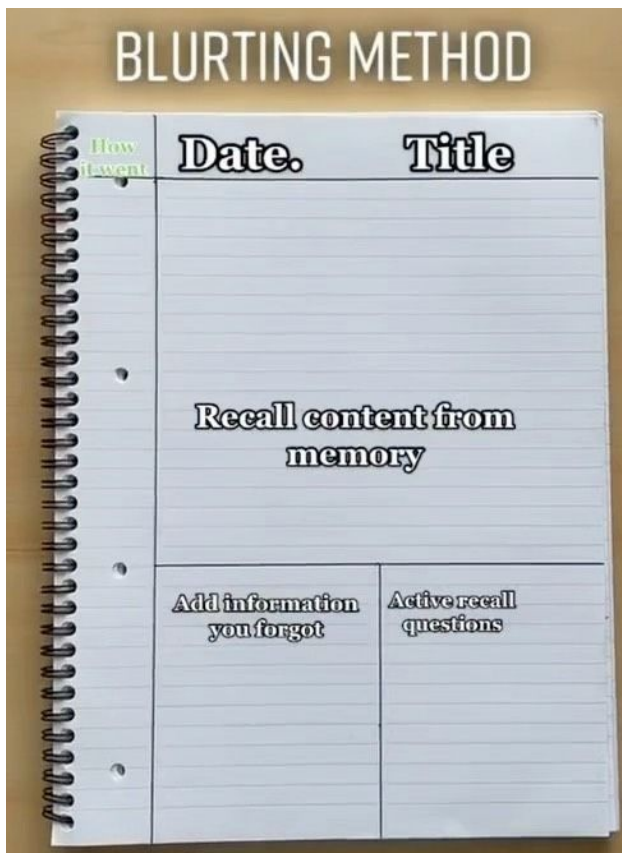 BLURTING METHOD
How
it went
Date. Title
Recall content from
memory
Add information
you forgot
Active recall
questions